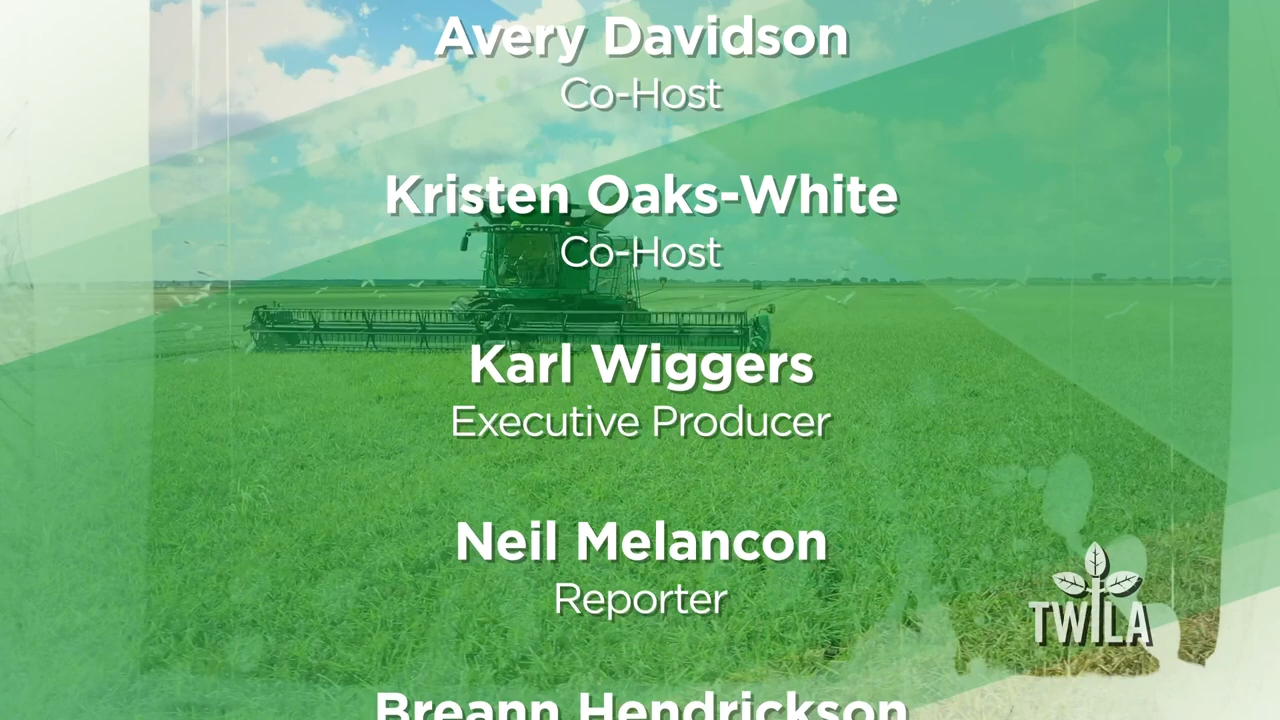 Avery Davidson
Co-Host
Kristen Oaks-White
Co-Host
Karl Wiggers
Executive Producer
Neil Melancon
Reporter
TWILA
Breann Hendrickson